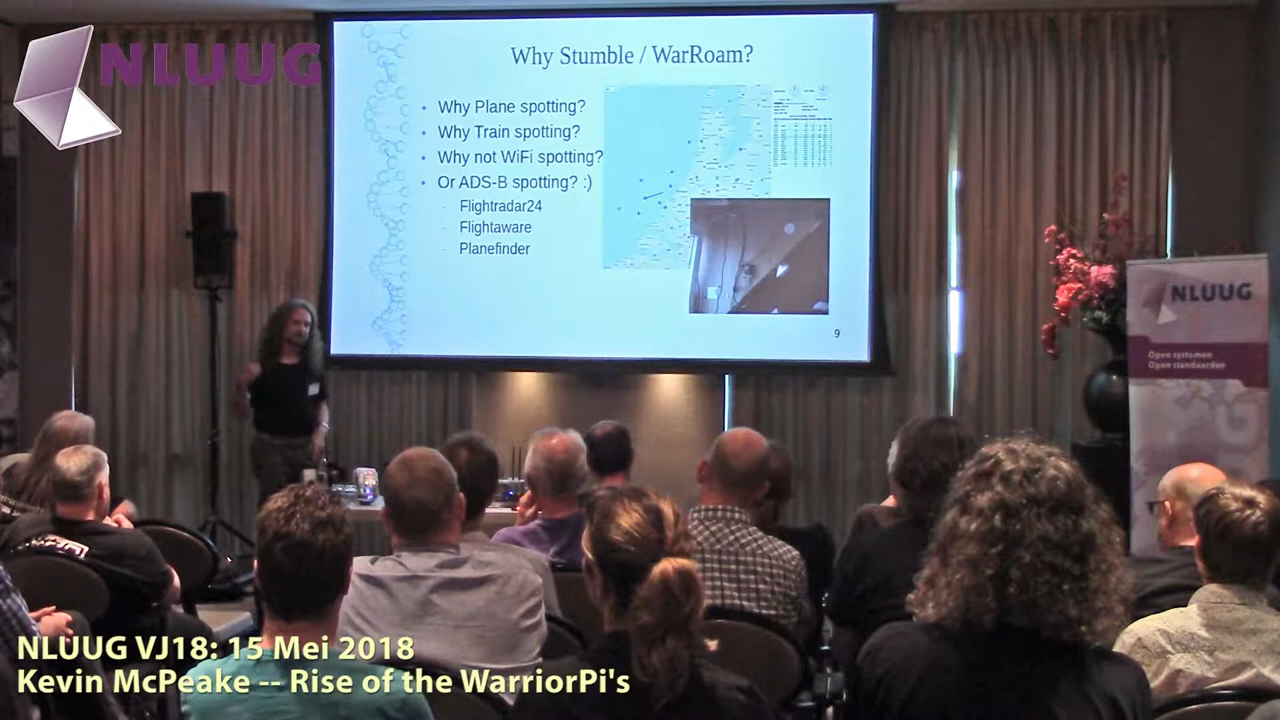 NLUUG
Why Stumble / WarRoam?
• Why Plane spotting?
• Why Train spotting?
• Why not WiFi spotting?
• Or ADS-B spotting? :)
- Flightradar24
- Flightaware
- Planefinder
9
NLUUG
Open systemen
Open standaarden
NLUUG VJ18: 15 Mei 2018
Kevin McPeake -- Rise of the WarriorPi's